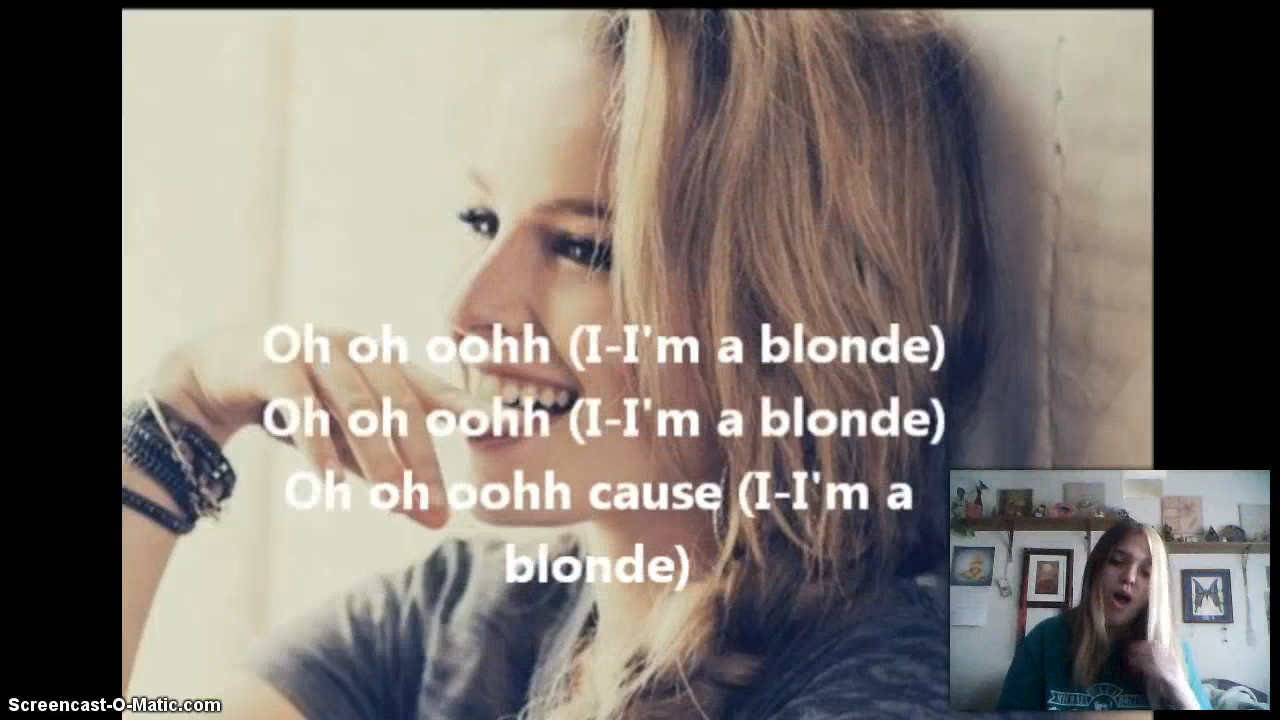 Oh oh oohh (I-I'm a blonde)
Oh oh oohh (I-I'm a blonde)
Oh oh oohh cause (I-I'm a
blonde)
Screencast-O-Matic.com